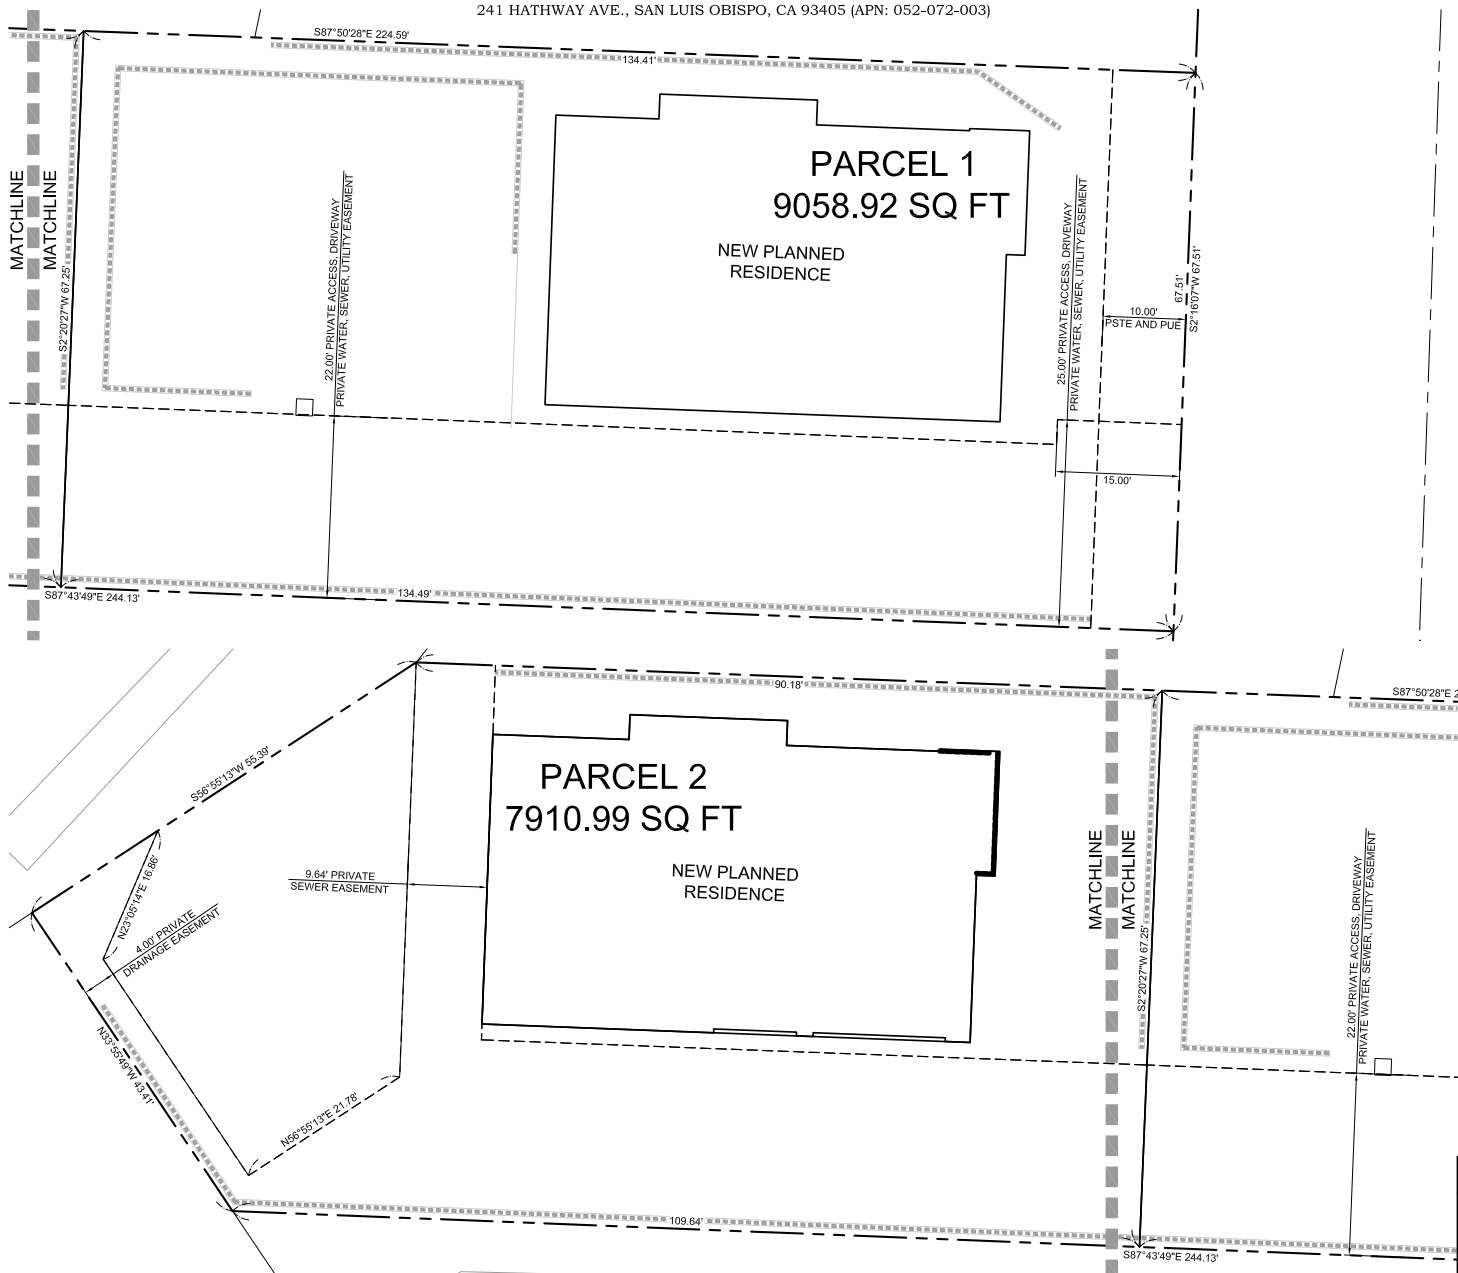 241 HATHWAY AVE., SAN LUIS OBISPO, CA 93405 (APN: 052-072-003)
S87°50'28"E 224.59'
134.41'
PARCEL 1
9058.92 SQ FT
NEW PLANNED
RESIDENCE
MATCHLINE
MATCHLINE
S2°20'27"W 67.25'
22.00' PRIVATE ACCESS, DRIVEWAY
PRIVATE WATER, SEWER, UTILITY EASEMENT
25.00' PRIVATE ACCESS, DRIVEWAY
PRIVATE WATER, SEWER, UTILITY EASEMENT
10.00'
PSTE AND PUE
67.51'
S2°16'07"W 67.51'
15.00'
S87°43'49"E 244.13'
134.49'
90.18'
S87°50'28"E 2
S56°55'13"W 55.39'
PARCEL 2
7910.99 SQ FT
NEW PLANNED
RESIDENCE
9.64' PRIVATE
SEWER EASEMENT
N23°05'14"E 16.86'
4.00' PRIVATE
DRAINAGE EASEMENT
N33°55'49"W 43.41'
N56°55'13"E 21.78'
MATCHLINE
MATCHLINE
S2°20'27"W 67.25'
22.00' PRIVATE ACCESS, DRIVEWAY
PRIVATE WATER, SEWER, UTILITY EASEMENT
109.64'
S87°43'49"E 244.13'